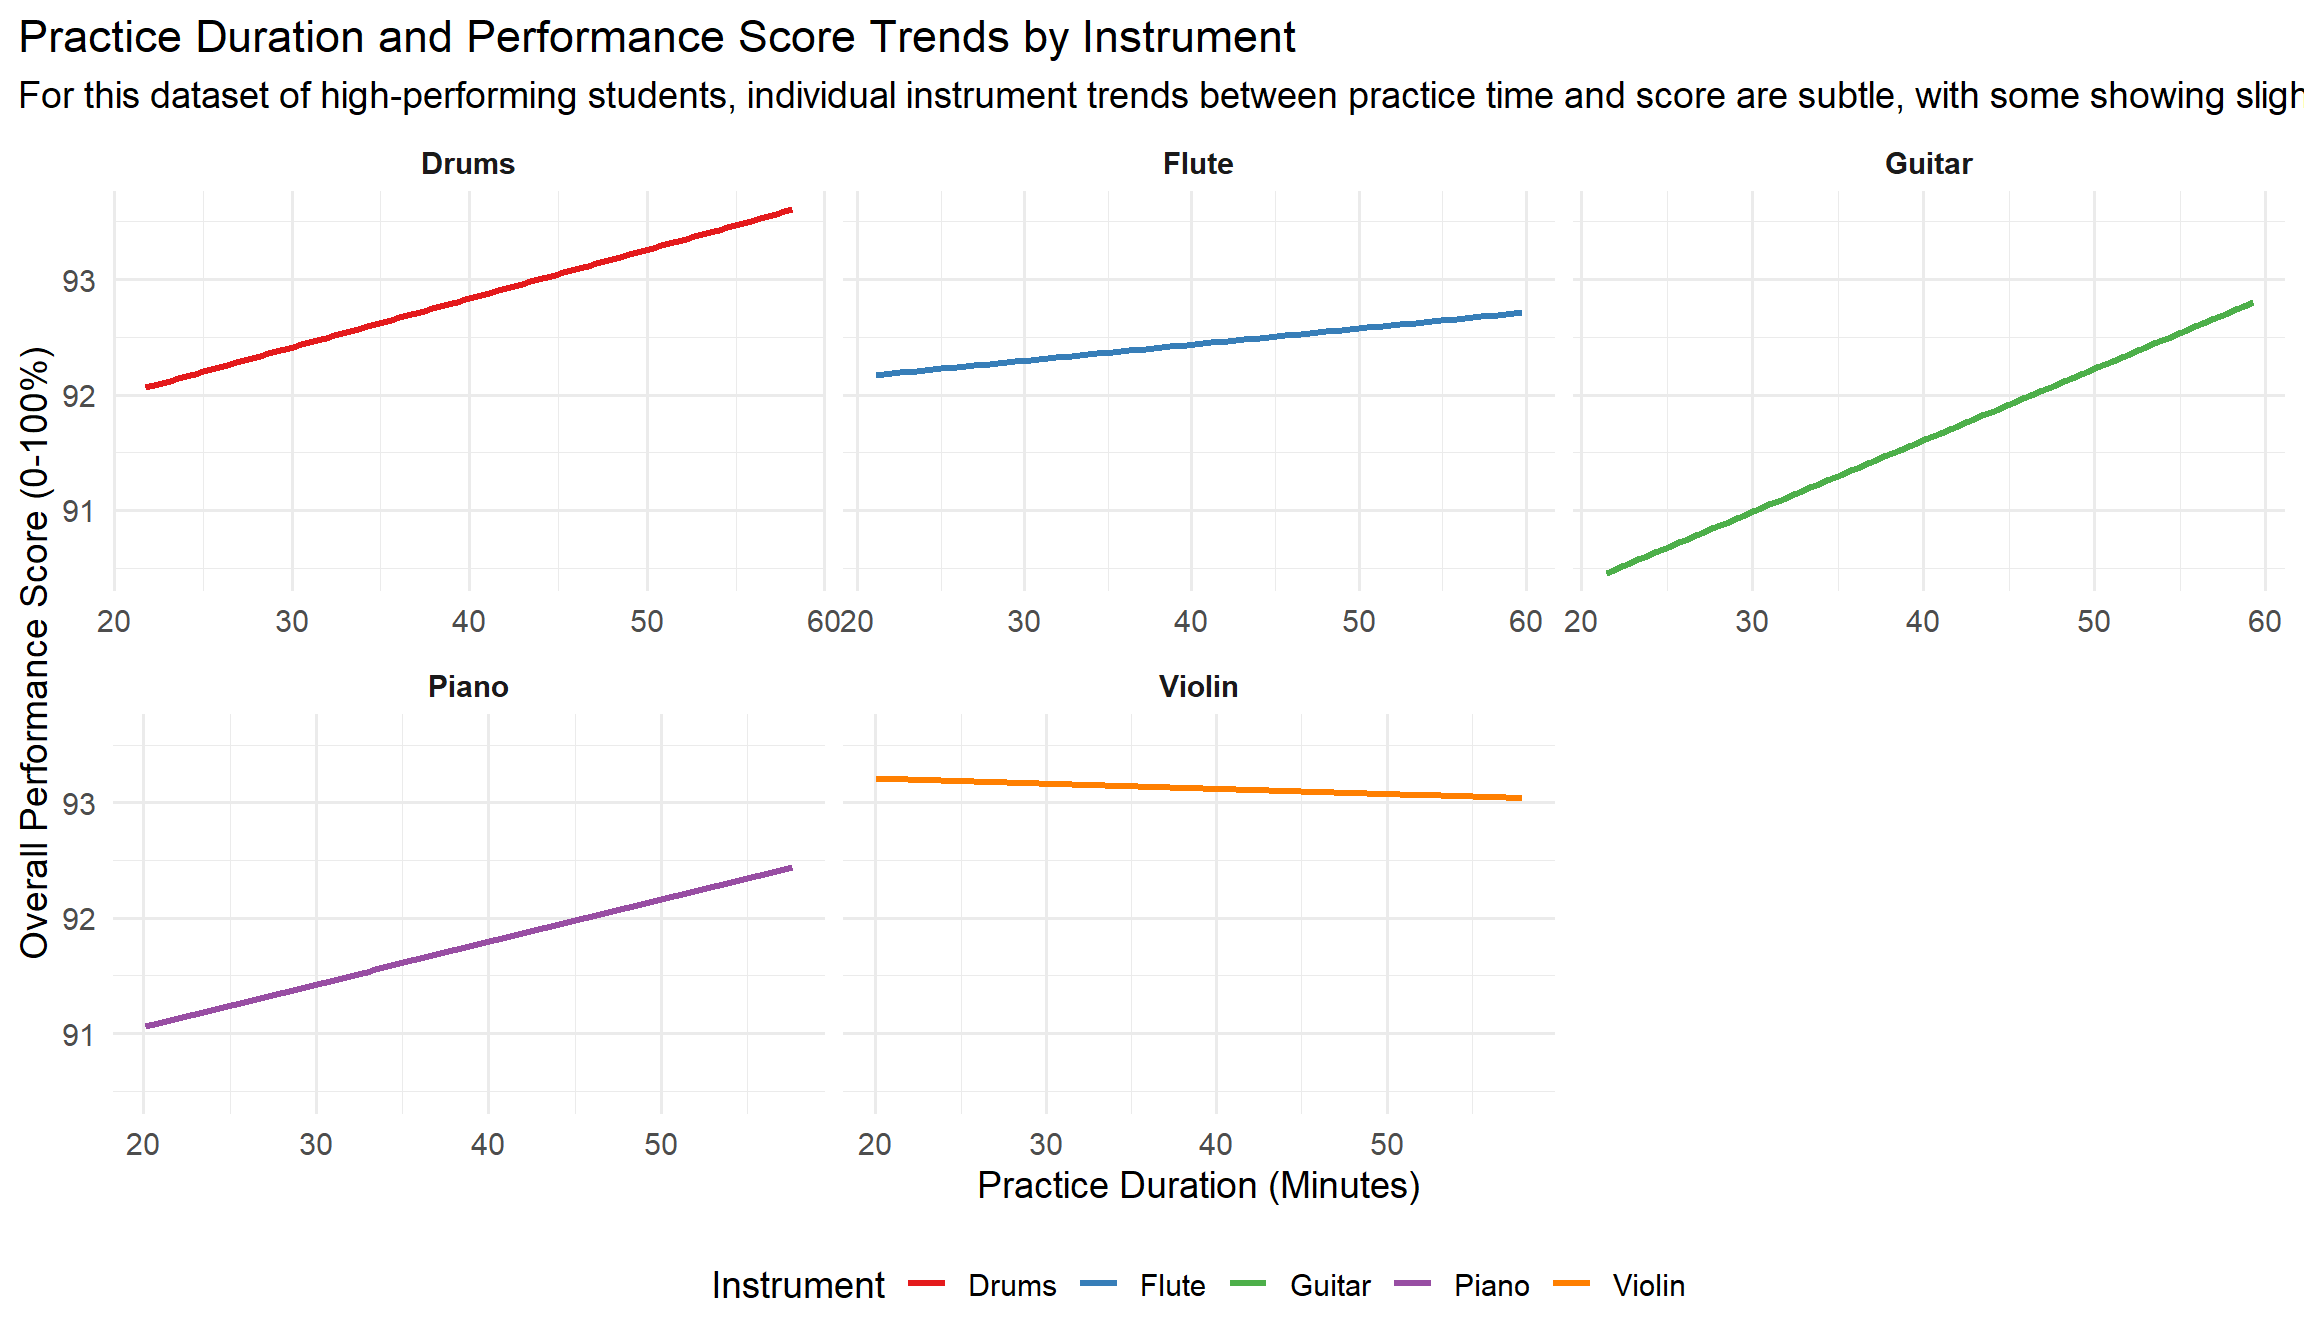 Practice Duration and Performance Score Trends by Instrument
For this dataset of high-performing students, individual instrument trends between practice time and score are subtle, with some showing sligh
Drums
Flute
Guitar
93
92
91
20 30 40 50 60
20 30 40 50 60
20 30 40 50 60
Overall Performance Score (0-100%)
Piano
Violin
93
92
91
20 30 40 50
20 30 40 50
Practice Duration (Minutes)
Instrument Drums Flute Guitar Piano Violin